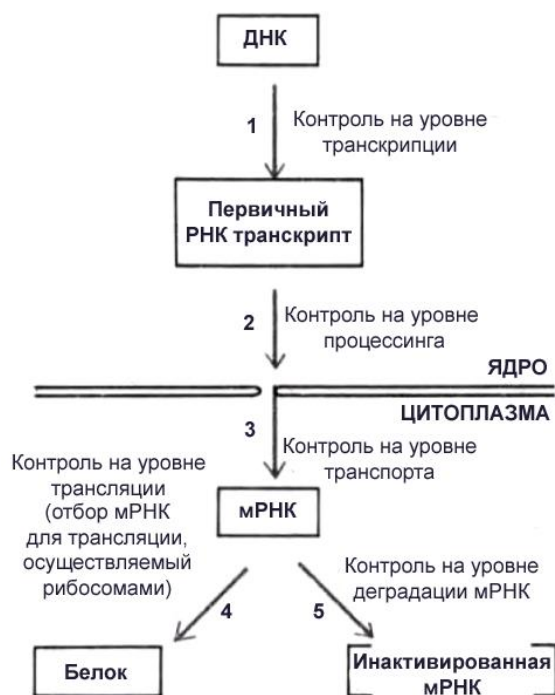 ДНК
1
Контроль на уровне
транскрипции
Первичный
РНК транскрипт
2
Контроль на уровне
процессинга
ЯДРО
ЦИТОПЛАЗМА
3
Контроль на уровне
транспорта
Контроль на уровне
трансляции
(отбор мРНК
для трансляции,
осуществляемый
рибосомами)
мРНК
Контроль на уровне
деградации мРНК
4
5
Белок
Инактивированная
мРНК